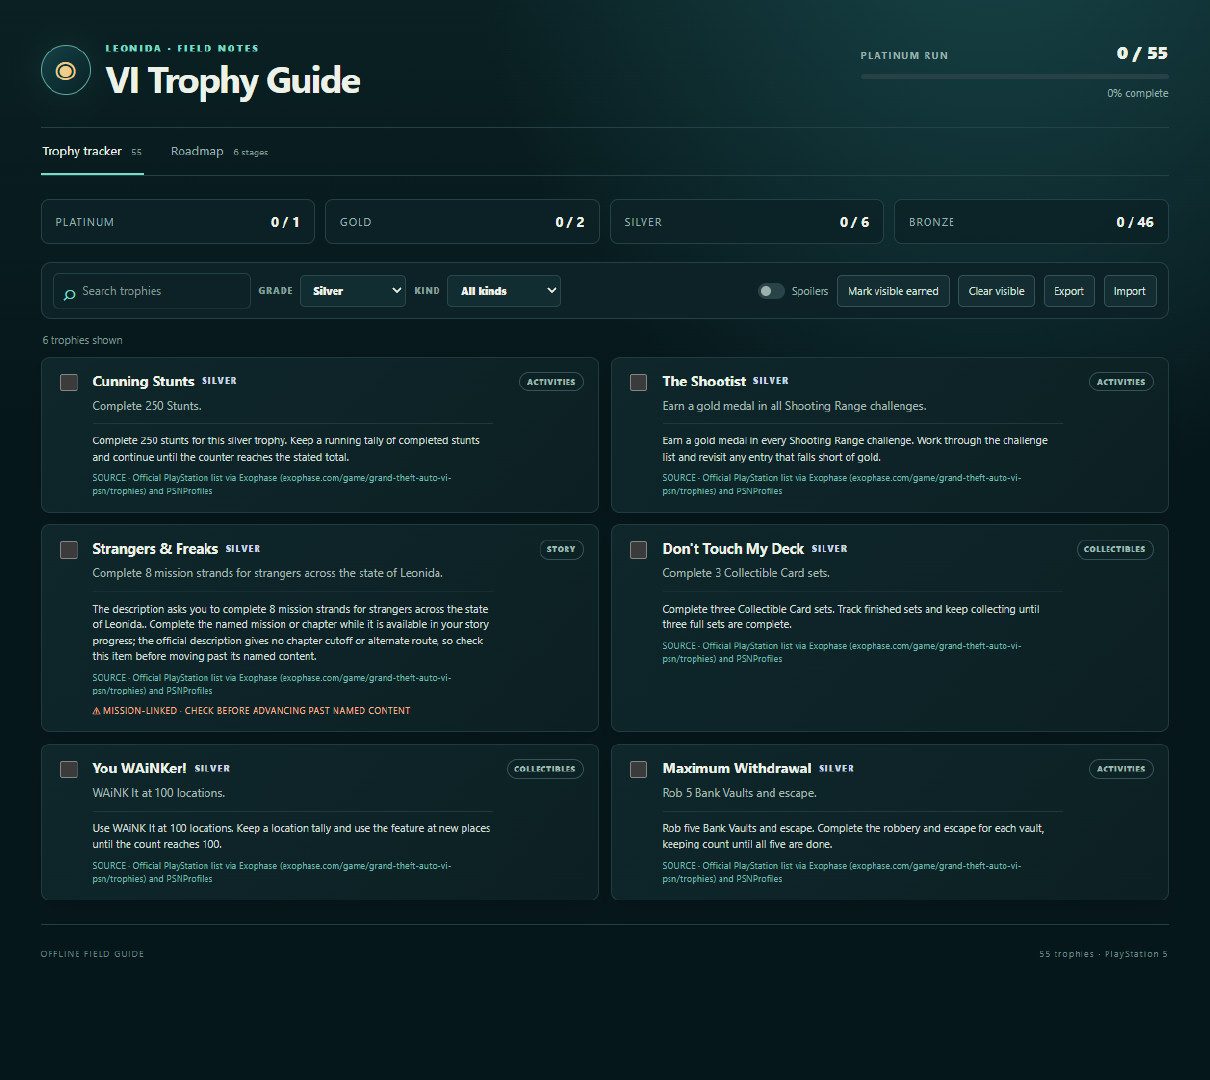 LEONIDA · FIELD NOTES
VI Trophy Guide
PLATINUM RUN
0 / 55
0% complete
Trophy tracker 55
Roadmap 6 stages
PLATINUM 0 / 1
GOLD 0 / 2
SILVER 0 / 6
BRONZE 0 / 46
Search trophies
GRADE Silver
KIND All kinds
Spoilers
Mark visible earned
Clear visible
Export
Import
6 trophies shown
Cunning Stunts SILVER
ACTIVITIES
Complete 250 Stunts.
Complete 250 stunts for this silver trophy. Keep a running tally of completed stunts
and continue until the counter reaches the stated total.
SOURCE · Official PlayStation list via Exophase (exophase.com/game/grand-theft-auto-vi-
psn/trophies) and PSNProfiles
The Shootist SILVER
ACTIVITIES
Earn a gold medal in all Shooting Range challenges.
Earn a gold medal in every Shooting Range challenge. Work through the challenge
list and revisit any entry that falls short of gold.
SOURCE · Official PlayStation list via Exophase (exophase.com/game/grand-theft-auto-vi-
psn/trophies) and PSNProfiles
Strangers & Freaks SILVER
STORY
Complete 8 mission strands for strangers across the state of Leonida.
The description asks you to complete 8 mission strands for strangers across the state
of Leonida.. Complete the named mission or chapter while it is available in your story
progress; the official description gives no chapter cutoff or alternate route, so check
this item before moving past its named content.
SOURCE · Official PlayStation list via Exophase (exophase.com/game/grand-theft-auto-vi-
psn/trophies) and PSNProfiles
⚠ MISSION-LINKED · CHECK BEFORE ADVANCING PAST NAMED CONTENT
Don't Touch My Deck SILVER
COLLECTIBLES
Complete 3 Collectible Card sets.
Complete three Collectible Card sets. Track finished sets and keep collecting until
three full sets are complete.
SOURCE · Official PlayStation list via Exophase (exophase.com/game/grand-theft-auto-vi-
psn/trophies) and PSNProfiles
You WAiNKer! SILVER
COLLECTIBLES
WAiNK It at 100 locations.
Use WAiNK It at 100 locations. Keep a location tally and use the feature at new places
until the count reaches 100.
SOURCE · Official PlayStation list via Exophase (exophase.com/game/grand-theft-auto-vi-
psn/trophies) and PSNProfiles
Maximum Withdrawal SILVER
ACTIVITIES
Rob 5 Bank Vaults and escape.
Rob five Bank Vaults and escape. Complete the robbery and escape for each vault,
keeping count until all five are done.
SOURCE · Official PlayStation list via Exophase (exophase.com/game/grand-theft-auto-vi-
psn/trophies) and PSNProfiles
OFFLINE FIELD GUIDE
55 trophies · PlayStation 5